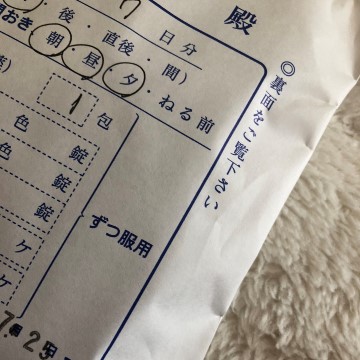 殿
・後・直後・7日分
おき 間)
朝・昼・夕・ねる前
1包
色 錠
色 錠
錠
ケ
ケ
ずつ服用
◎裏面をご覧下さい